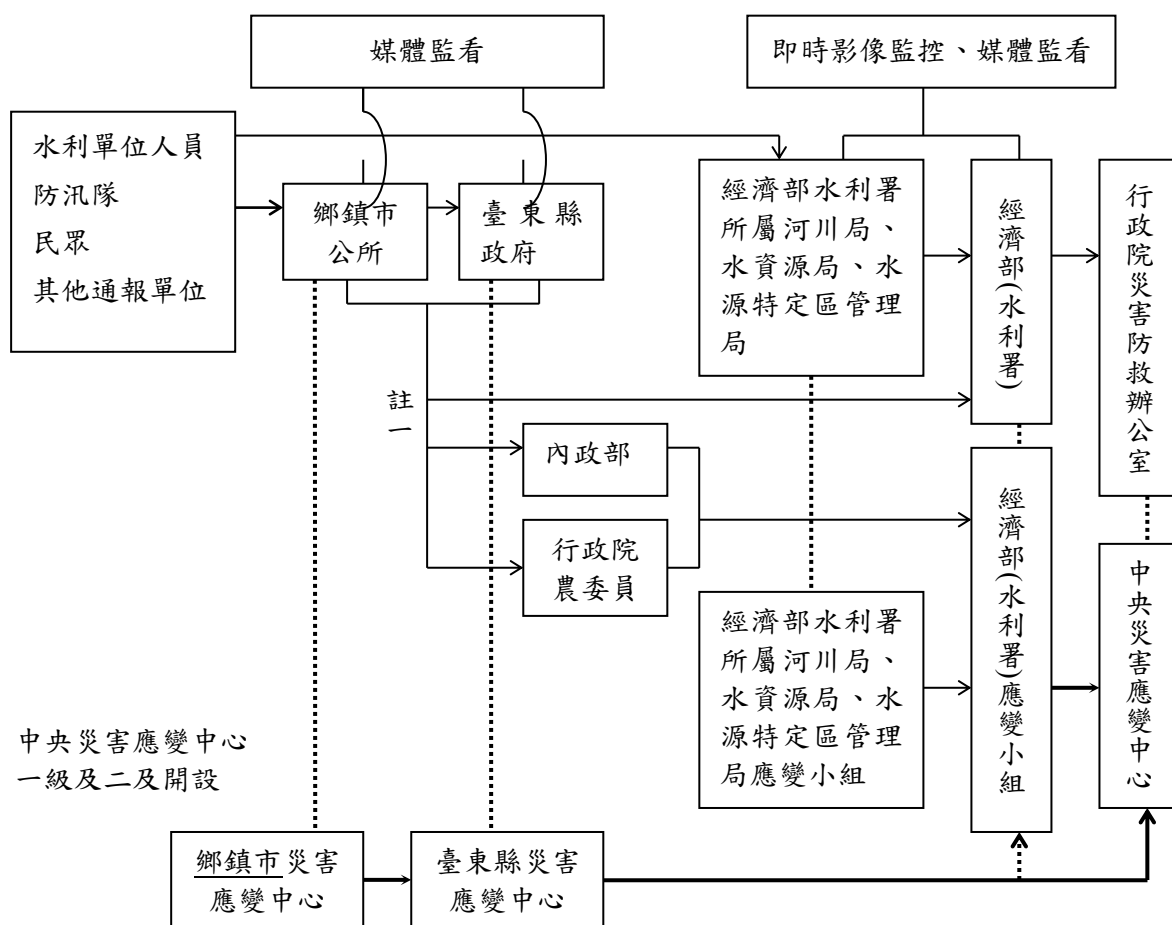 媒體監看
即時影像監控、媒體監看
水利單位人員
防汛隊
民眾
其他通報單位
鄉鎮市
公所
臺東縣
政府
經濟部水利署
所屬河川局、
水資源局、水
源特定區管理
局
經濟部(水利署)
行政院災害防救辦公室
註一
內政部
行政院
農委員
經濟部水利署
所屬河川局、
水資源局、水
源特定區管理
局應變小組
經濟部(水利署)應變小組
中央災害應變中心
中央災害應變中心
一級及二及開設
鄉鎮市災害
應變中心
臺東縣災害
應變中心